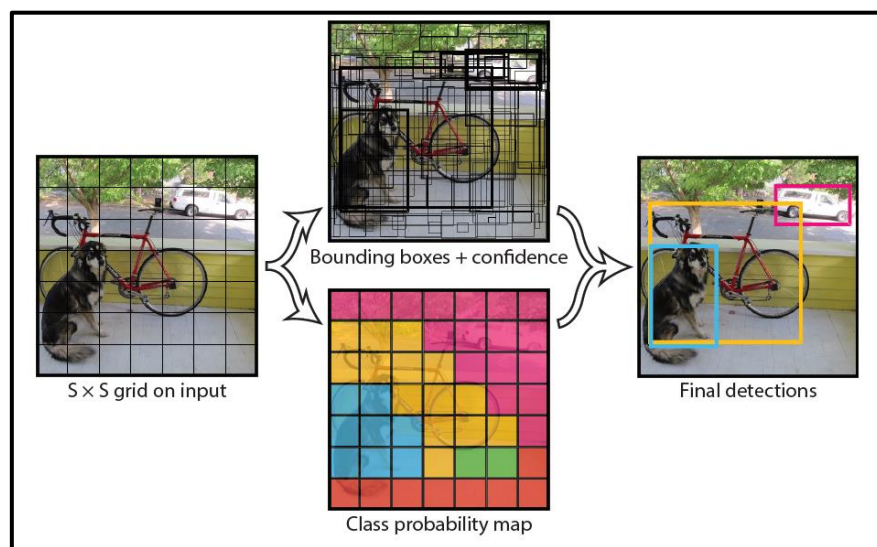 S × S grid on input
Bounding boxes + confidence
Class probability map
Final detections